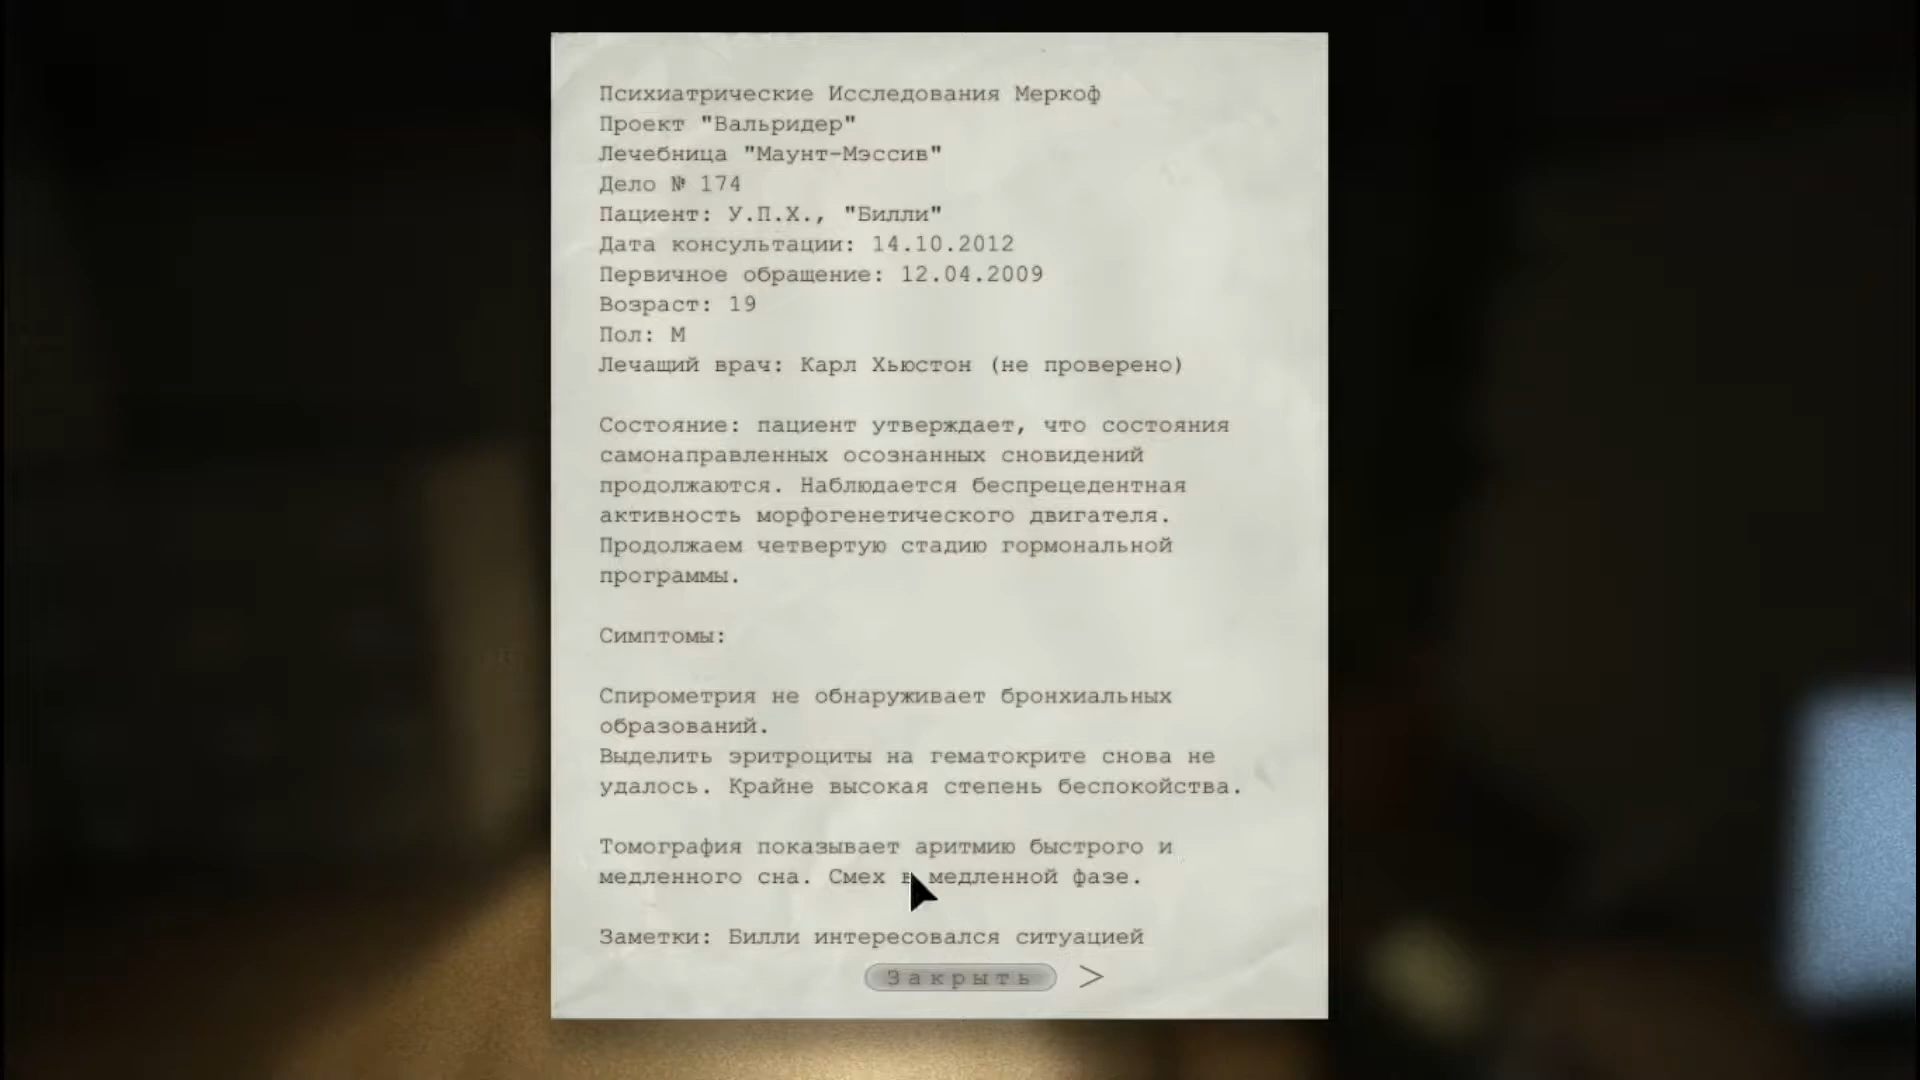 Психиатрические Исследования Меркоф
Проект "Вальридер"
Лечебница "Маунт-Мэссив"
Дело № 174
Пациент: У.П.Х., "Билли"
Дата консультации: 14.10.2012
Первичное обращение: 12.04.2009
Возраст: 19
Пол: М
Лечащий врач: Карл Хьюстон (не проверено)
Состояние: пациент утверждает, что состояния
самонаправленных осознанных сновидений
продолжаются. Наблюдается беспрецедентная
активность морфогенетического двигателя.
Продолжаем четвертую стадию гормональной
программы.
Симптомы:
Спирометрия не обнаруживает бронхиальных
образований.
Выделить эритроциты на гематокрите снова не
удалось. Крайне высокая степень беспокойства.
Томография показывает аритмию быстрого и
медленного сна. Смех в медленной фазе.
Заметки: Билли интересовался ситуацией
Закрыть >